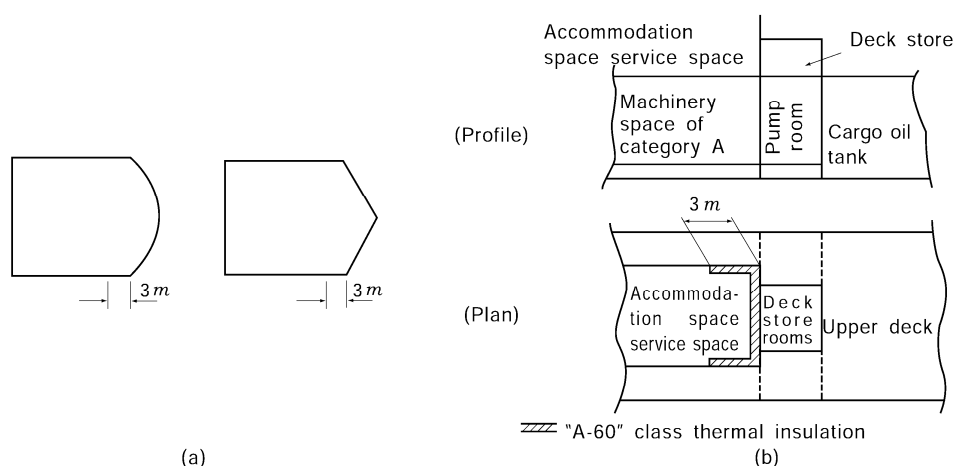 3 m
3 m
(a)
Accommodation
space service space
Deck store
(Profile)
Machinery
space of
category A
Pump
room
Cargo oil
tank
3 m
(Plan)
Accommoda-
tion space
service space
Deck
store
rooms
Upper deck
"A-60" class thermal insulation
(b)